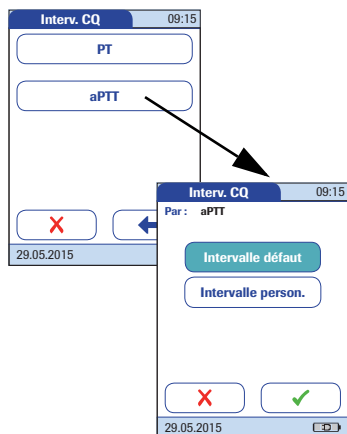 Interv. CQ 09:15
PT
aPTT
29.05.2015
Interv. CQ 09:15
Par : aPTT
Intervalle défaut
Intervalle person.
29.05.2015